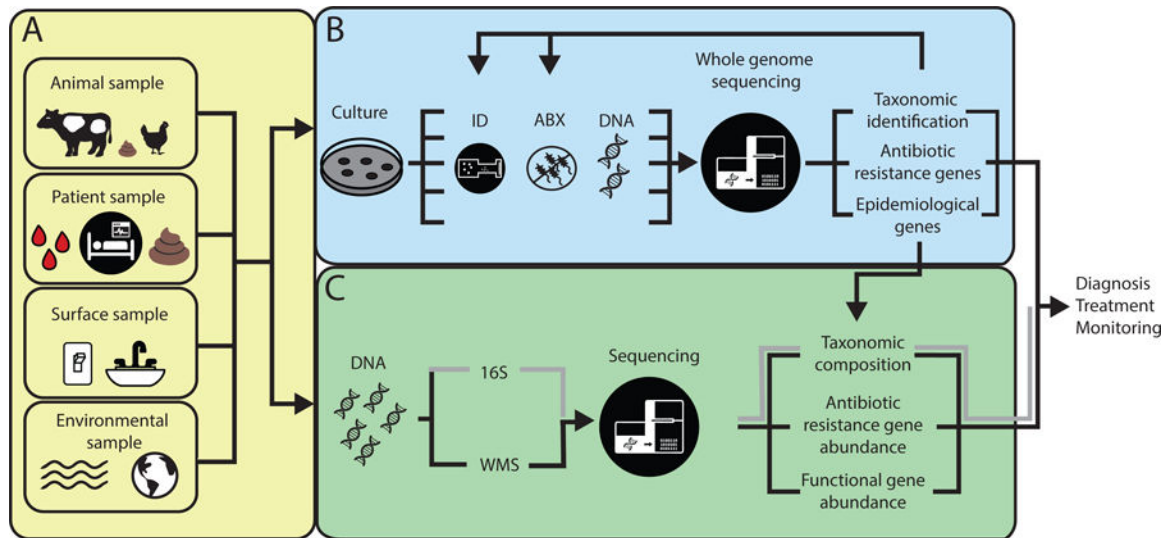 A
Animal sample
Patient sample
Surface sample
Environmental
sample
B
Culture
ID
ABX
DNA
Whole genome
sequencing
Taxonomic
identification
Antibiotic
resistance genes
Epidemiological
genes
C
DNA
16S
WMS
Sequencing
Taxonomic
composition
Antibiotic
resistance gene
abundance
Functional gene
abundance
Diagnosis
Treatment
Monitoring